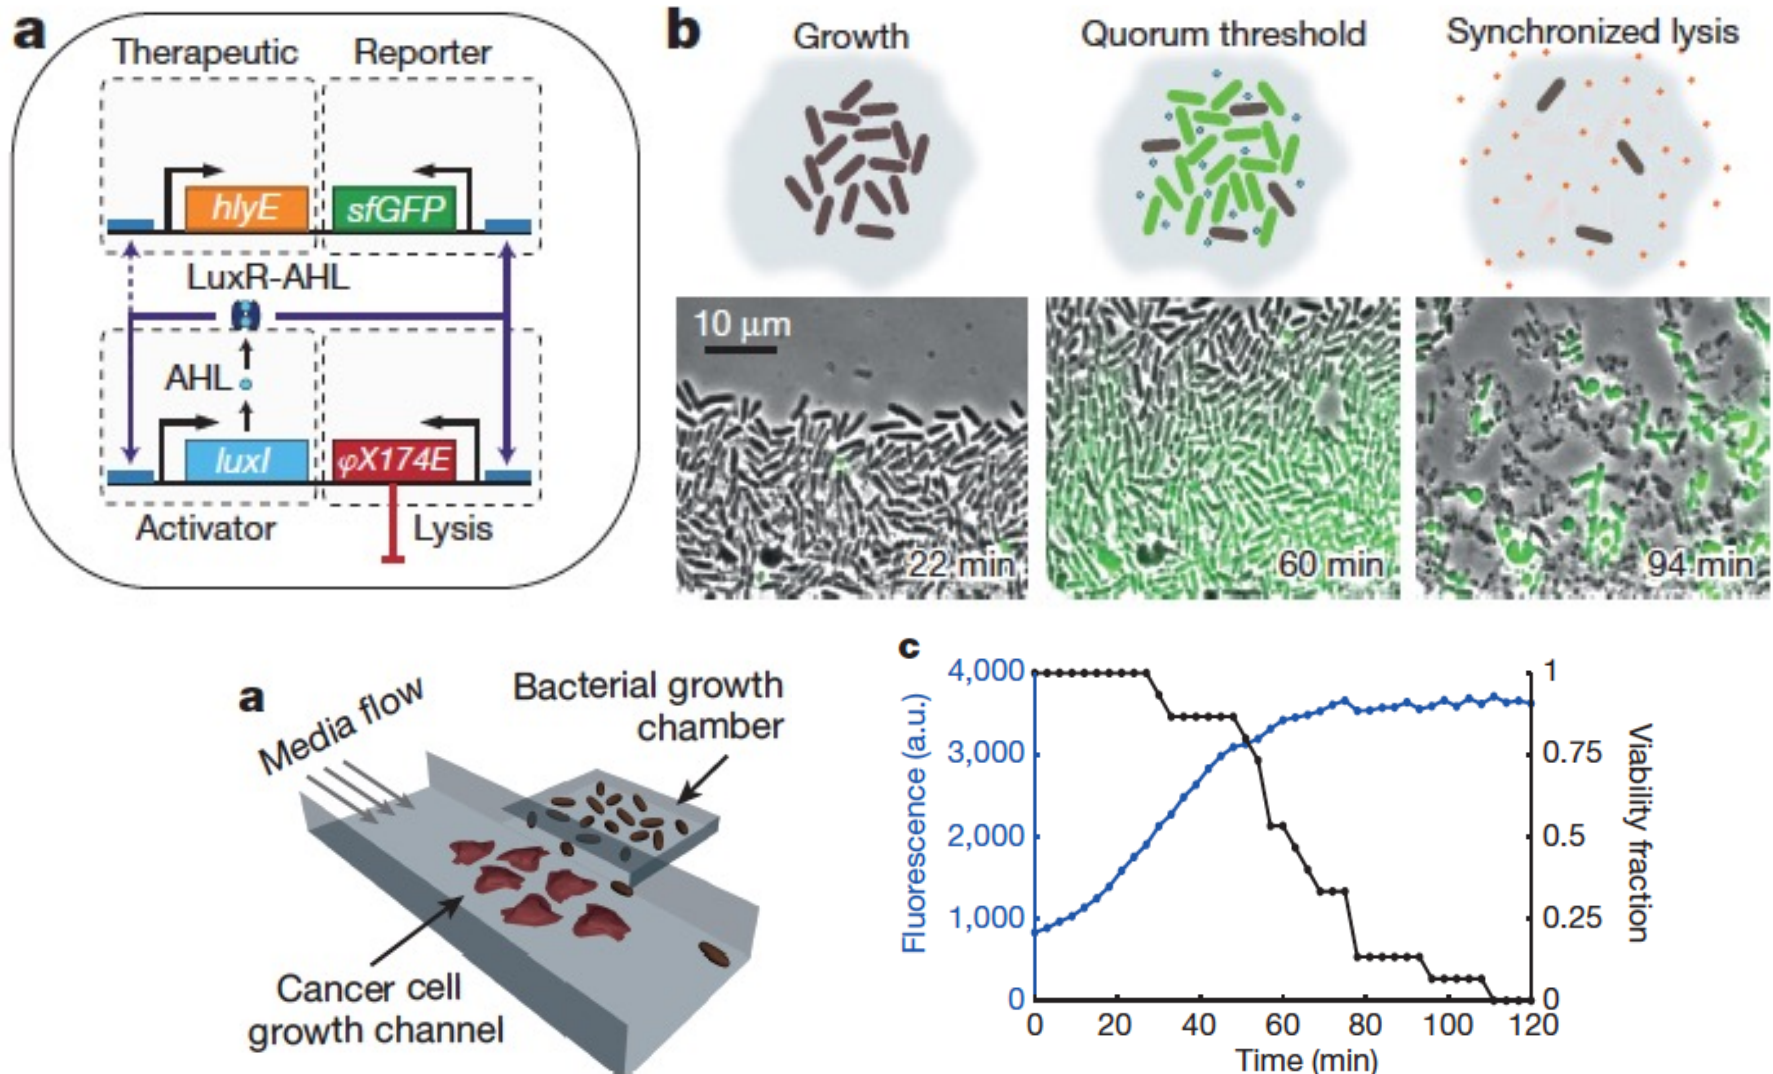 a
Therapeutic Reporter
hlyE sfGFP
LuxR-AHL
AHL
luxI φX174E
Activator Lysis
b
Growth Quorum threshold Synchronized lysis
10 μm
22 min 60 min 94 min
a
Media flow
Bacterial growth
chamber
Cancer cell
growth channel
c
Fluorescence (a.u.)
4,000
3,000
2,000
1,000
0
1
0.75
0.5
0.25
0
Viability fraction
0 20 40 60 80 100 120
Time (min)